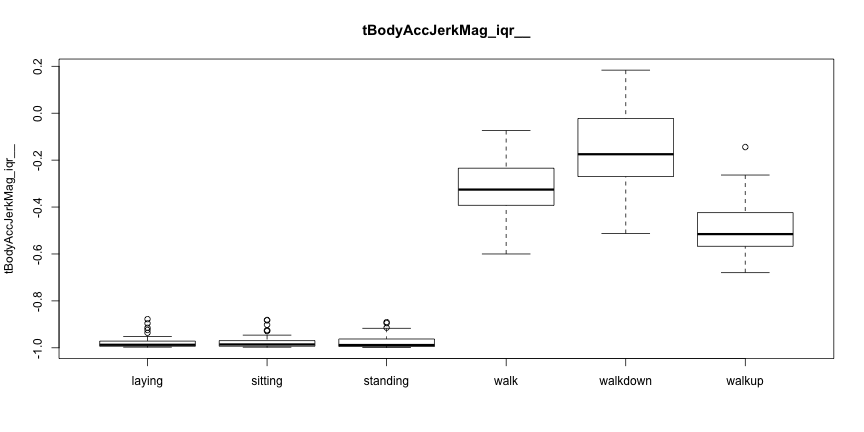 tBodyAccJerkMag_iqr__
tBodyAccJerkMag_iqr__
0.2
0.0
-0.2
-0.4
-0.6
-0.8
-1.0
laying sitting standing walk walkdown walkup